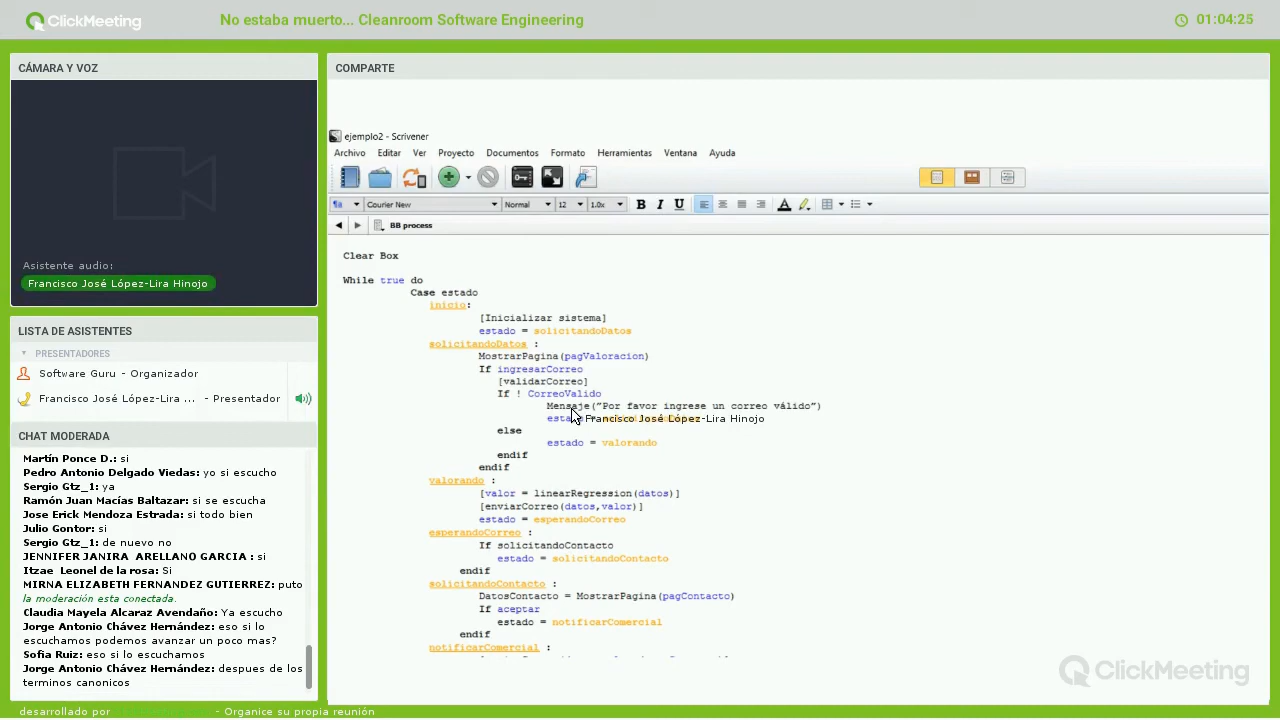 ClickMeeting
No estaba muerto... Cleanroom Software Engineering
01:04:25
CÁMARA Y VOZ
Asistente audio:
Francisco José López-Lira Hinojo
LISTA DE ASISTENTES
PRESENTADORES
Software Guru - Organizador
Francisco José López-Lira ... - Presentador
CHAT MODERADA
Martín Ponce D.: si
Pedro Antonio Delgado Viedas: yo si escucho
Sergio Gtz_1: ya
Ramón Juan Macías Baltazar: si se escucha
Jose Erick Mendoza Estrada: si todo bien
Julio Gontor: si
Sergio Gtz_1: de nuevo no
JENNIFER JANIRA ARELLANO GARCIA : si
Itzae Leonel de la rosa: Si
MIRNA ELIZABETH FERNANDEZ GUTIERREZ: puto
la moderación esta conectada.
Claudia Mayela Alcaraz Avendaño: Ya escucho
Jorge Antonio Chávez Hernández: eso si lo
escuchamos podemos avanzar un poco mas?
Sofia Ruiz: eso si lo escuchamos
Jorge Antonio Chávez Hernández: despues de los
terminos canonicos
desarrollado por
- Organice su propia reunión
COMPARTE
ejemplo2 - Scrivener
Archivo Editar Ver Proyecto Documentos Formato Herramientas Ventana Ayuda
Courier New Normal 12 1.0x B I U A
BB process
Clear Box
While true do
Case estado
inicio:
[Inicializar sistema]
estado = solicitandoDatos
solicitandoDatos :
MostrarPagina(pagValoracion)
If ingresarCorreo
[validarCorreo]
If ! CorreoValido
Mensaje("Por favor ingrese un correo válido")
Francisco José López-Lira Hinojo
else
estado = valorando
endif
endif
valorando :
[valor = linearRegression(datos)]
[enviarCorreo(datos,valor)]
estado = esperandoCorreo
esperandoCorreo :
If solicitandoContacto
estado = solicitandoContacto
endif
solicitandoContacto :
DatosContacto = MostrarPagina(pagContacto)
If aceptar
estado = notificarComercial
endif
notificarComercial :
ClickMeeting